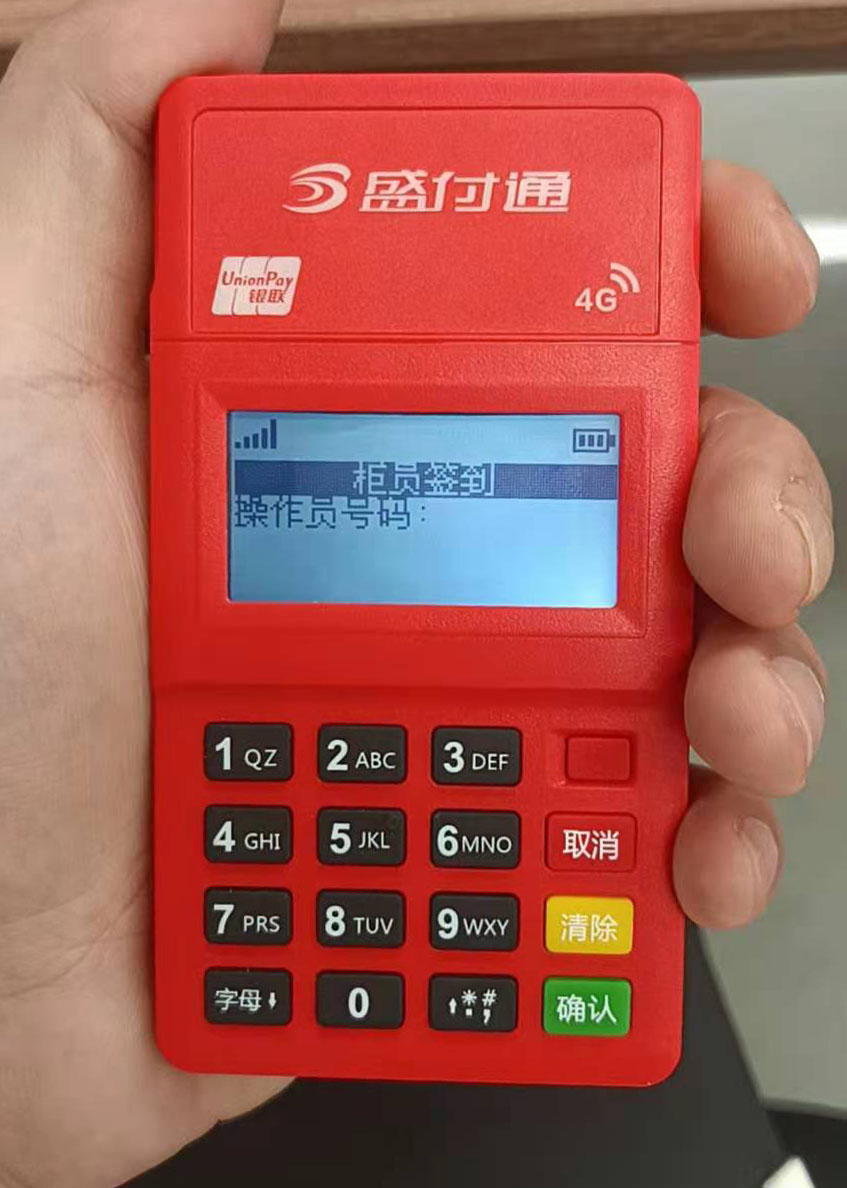 盛付通
UnionPay
银联
4G
柜员签到
操作员号码:
1 QZ 2 ABC 3 DEF
4 GHI 5 JKL 6 MNO 取消
7 PRS 8 TUV 9 WXY 清除
字母↓ 0 ↑*#.; 确认